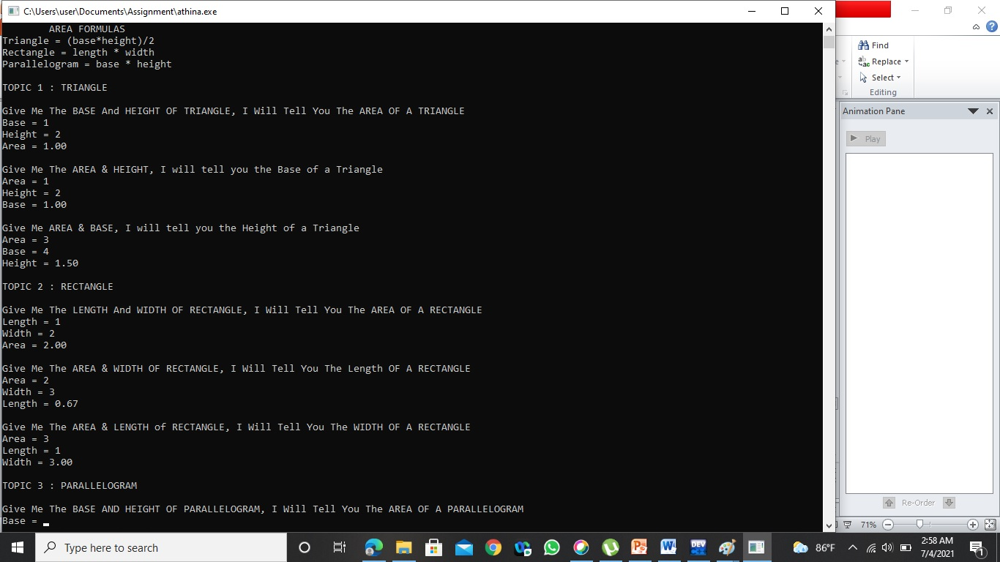 C:\Users\user\Documents\Assignment\athina.exe
AREA FORMULAS
Triangle = (base*height)/2
Rectangle = length * width
Parallelogram = base * height
TOPIC 1 : TRIANGLE
Give Me The BASE And HEIGHT OF TRIANGLE, I Will Tell You The AREA OF A TRIANGLE
Base = 1
Height = 2
Area = 1.00
Give Me The AREA & HEIGHT, I will tell you the Base of a Triangle
Area = 1
Height = 2
Base = 1.00
Give Me AREA & BASE, I will tell you the Height of a Triangle
Area = 3
Base = 4
Height = 1.50
TOPIC 2 : RECTANGLE
Give Me The LENGTH And WIDTH OF RECTANGLE, I Will Tell You The AREA OF A RECTANGLE
Length = 1
Width = 2
Area = 2.00
Give Me The AREA & WIDTH OF RECTANGLE, I Will Tell You The Length OF A RECTANGLE
Area = 2
Width = 3
Length = 0.67
Give Me The AREA & LENGTH of RECTANGLE, I Will Tell You The WIDTH OF A RECTANGLE
Area = 3
Length = 1
Width = 3.00
TOPIC 3 : PARALLELOGRAM
Give Me The BASE AND HEIGHT OF PARALLELOGRAM, I Will Tell You The AREA OF A PARALLELOGRAM
Base =
Find
Replace
Select
Editing
Animation Pane
Play
Re-Order
71%
Type here to search
DEV
86°F
2:58 AM
7/4/2021
1